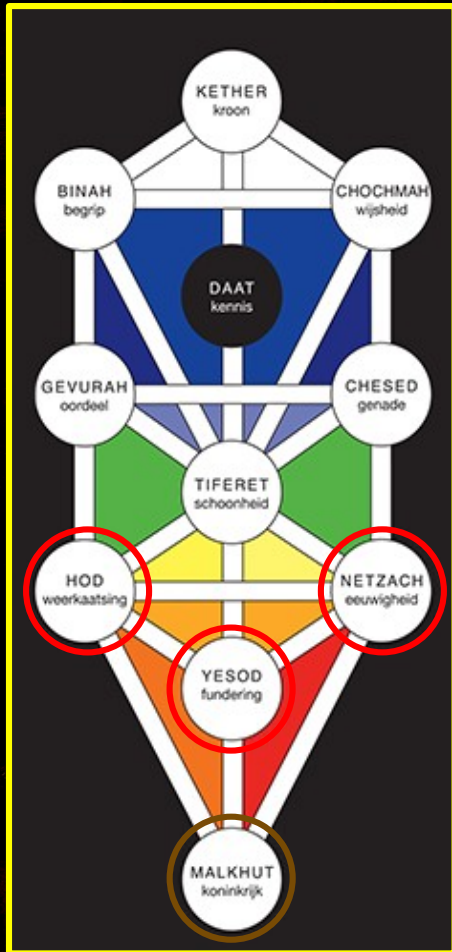 KETHER
kroon
BINAH
begrip
CHOCHMAH
wijsheid
DAAT
kennis
GEVURAH
oordeel
CHESED
genade
TIFERET
schoonheid
HOD
weerkaatsing
NETZACH
eeuwigheid
YESOD
fundering
MALKHUT
koninkrijk